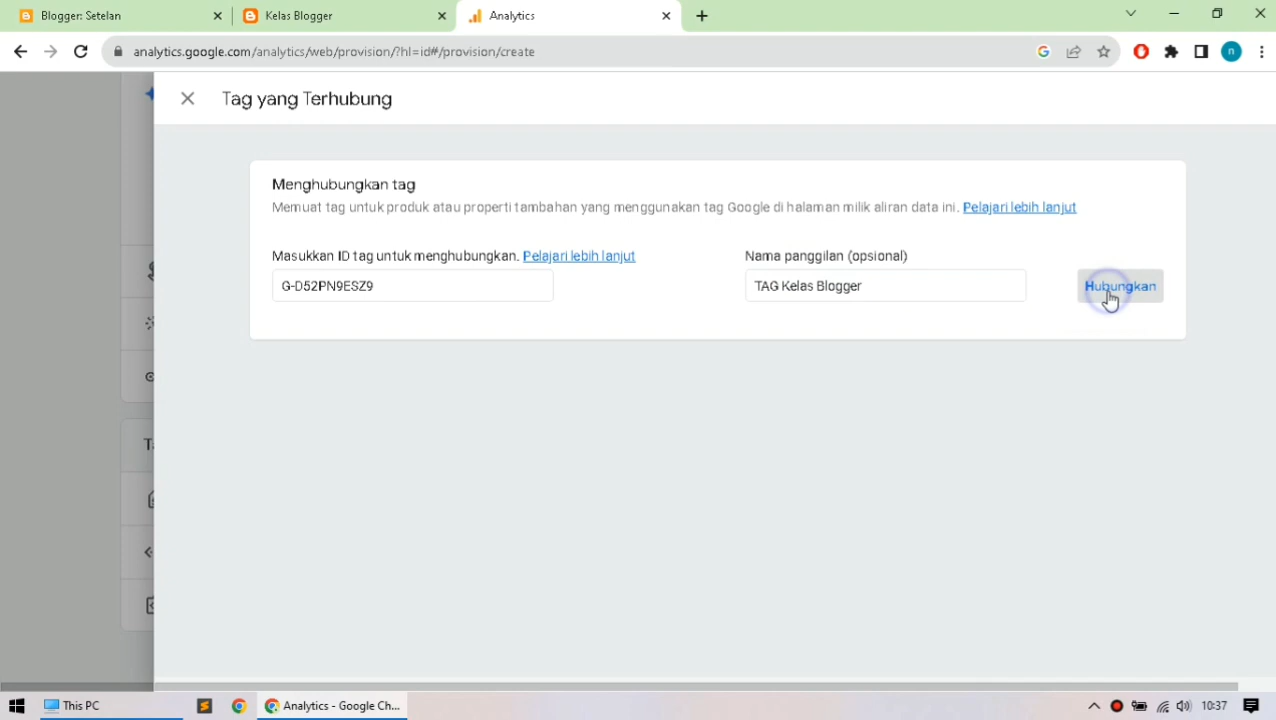 Blogger: Setelan
Kelas Blogger
Analytics
analytics.google.com/analytics/web/provision/?hl=id#/provision/create
n
Tag yang Terhubung
Menghubungkan tag
Memuat tag untuk produk atau properti tambahan yang menggunakan tag Google di halaman milik aliran data ini. Pelajari lebih lanjut
Masukkan ID tag untuk menghubungkan. Pelajari lebih lanjut
Nama panggilan (opsional)
G-D52PN9ESZ9
TAG Kelas Blogger
Hubungkan
This PC
Analytics - Google Ch...
10:37